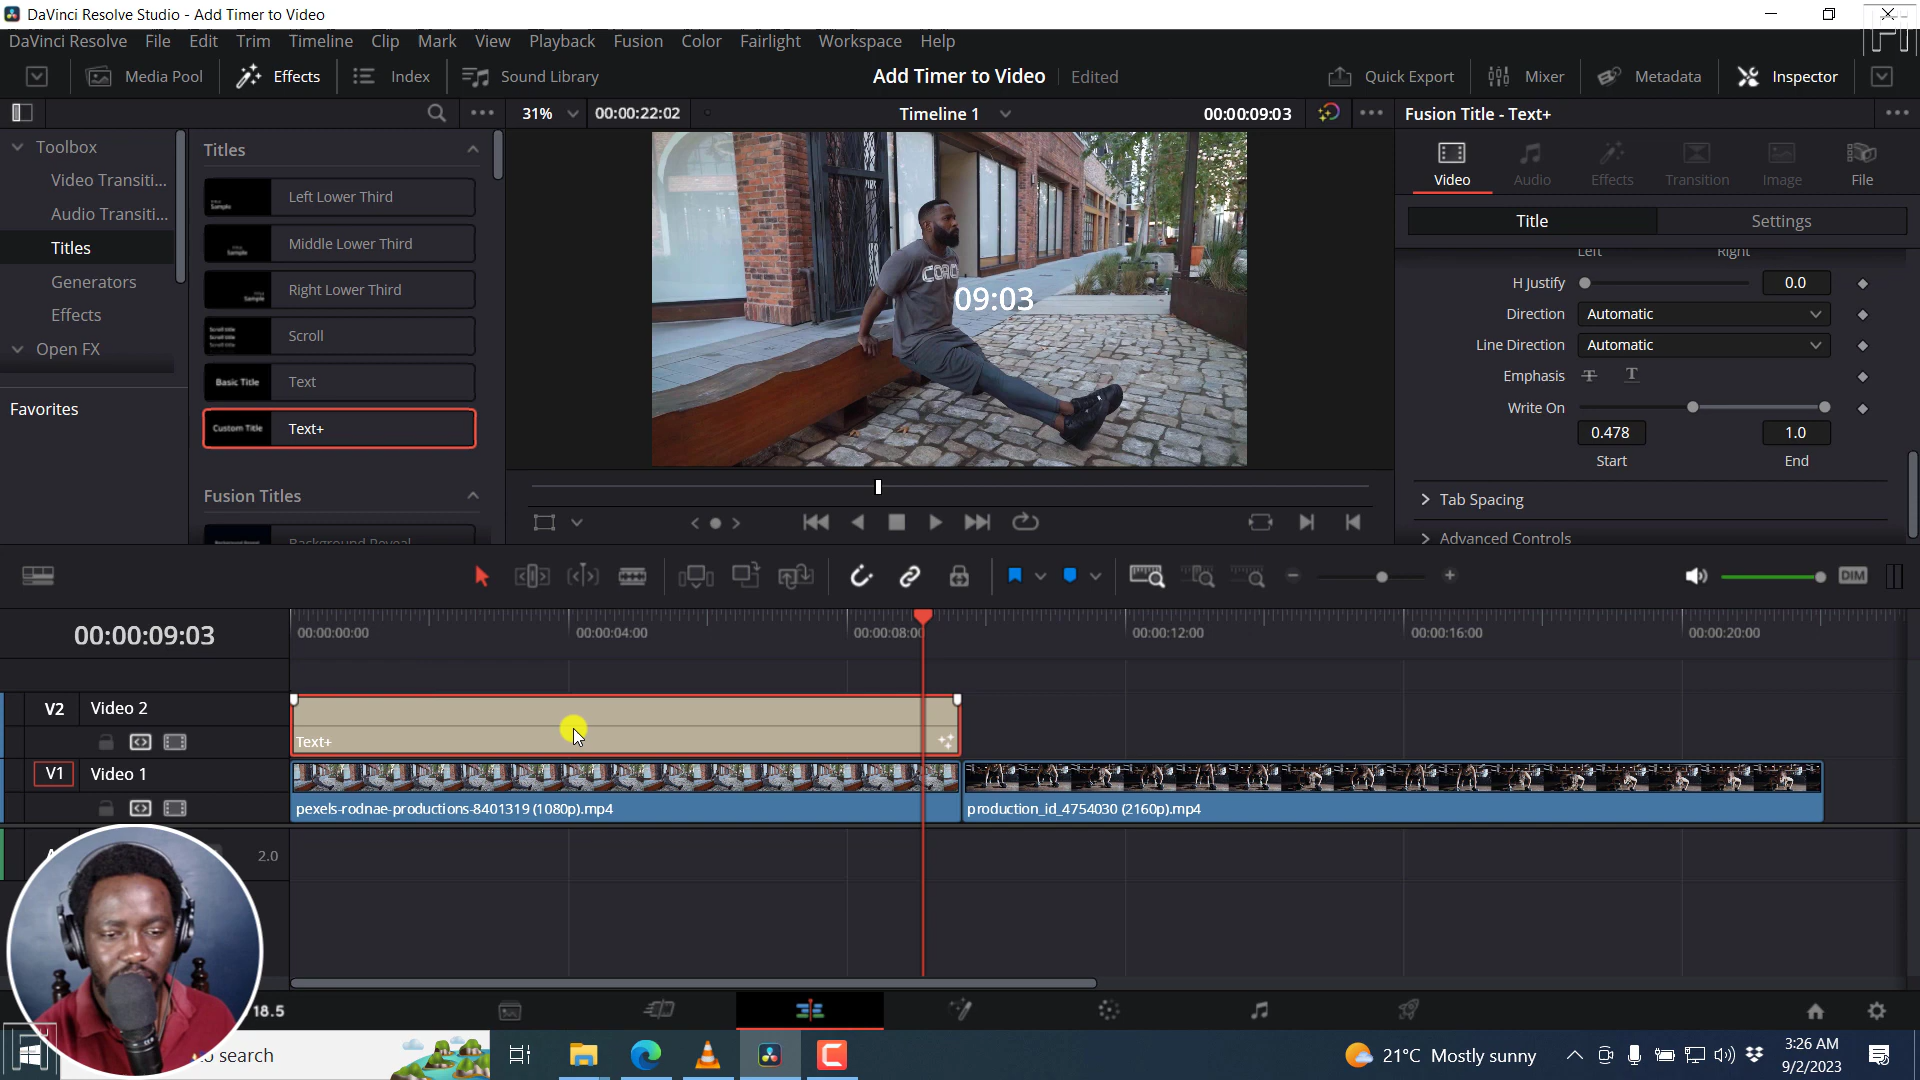 DaVinci Resolve Studio - Add Timer to Video
DaVinci Resolve File Edit Trim Timeline Clip Mark View Playback Fusion Color Fairlight Workspace Help
Media Pool Effects Index Sound Library Add Timer to Video Edited Quick Export Mixer Metadata Inspector
31% 00:00:22:02 Timeline 1 00:00:09:03 Fusion Title - Text+
Toolbox
Video Transiti...
Audio Transiti...
Titles
Generators
Effects
Open FX
Favorites
Titles
Left Lower Third
Middle Lower Third
Right Lower Third
Scroll
Basic Title Text
Custom Title Text+
Fusion Titles
Background Reveal
09:03
Video Audio Effects Transition Image File
Title Settings
Left Right
H Justify 0.0
Direction Automatic
Line Direction Automatic
Emphasis T T
Write On
0.478 1.0
Start End
Tab Spacing
Advanced Controls
DIM
00:00:09:03 00:00:00:00 00:00:04:00 00:00:08:00 00:00:12:00 00:00:16:00 00:00:20:00
V2 Video 2
Text+
V1 Video 1
pexels-rodnae-productions-8401319 (1080p).mp4 production_id_4754030 (2160p).mp4
2.0
18.5
search
21°C Mostly sunny
3:26 AM
9/2/2023